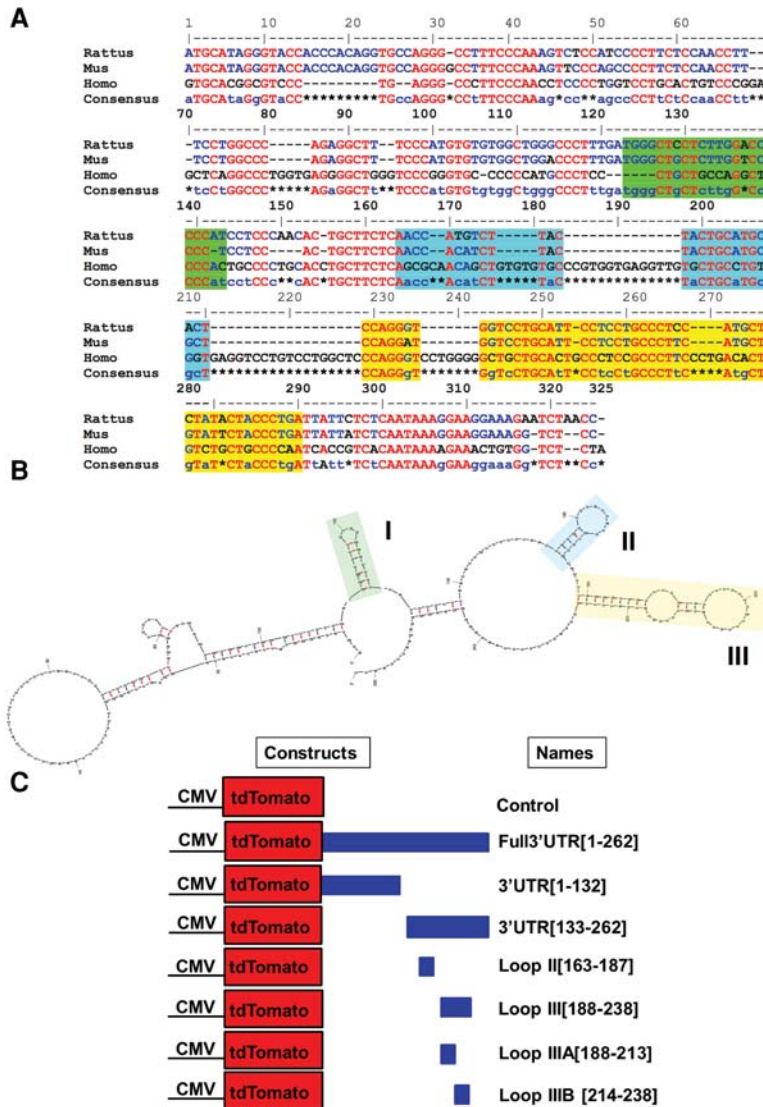 A
1 10 20 30 40 50 60
Rattus ATGCATAGGGTACCACCCACAGGTGCCAGGG-CCTTTCCCAAAGTCTCCATCCCCTTCTCCAACCTT--
Mus ATGCATAGGGTACCACCCACAGGTGCCAGGGGCCTTTCCCAAAGTTCCCAGCCCCTTCTCCAACCTT--
Homo GTGCACGGCGTCCC---------TG-AGGG-CCCTTCCCAACCTCCCCTGGTCCTGCACTGTCCCGGA
Consensus aTGCAtaGgGTaCC*********TGccAGGG*CCtTTCCCAAag*cc**agcCCcTtCtCcaACCtt**
70 80 90 100 110 120 130
Rattus -TCCTGGCCC-----AGAGGCTT--TCCCATGTGTGTGGCTGGGCCCTTTGATGGGCTCCTCTTGGACC
Mus -TCCTGGCCC-----AGAGGCTT--TCCCATGTGTGTGGCTGGACCCTTTGATGGGCTGCTCTTGGTCC
Homo GCTCAGGCCCTGGTGAGGGGCTGGGTCCCGGGTGC-CCCCCATGCCCTCC-----CTGCTGCCAGGCT
Consensus *tcCtGGCCC*****AGaGGCTt**TCCCatGTGtgtggctgggCCCTttgatgggCtgCTcttgg*Cc
140 150 160 170 180 190 200
Rattus CCCATCCTCCCAACAC-TGCTTCTCAACC--ATGTCT-----TAC--------------TACTGCATGC
Mus CCC-TCCTCC---CAC-TGCTTCTCAACC--ACATCT-----TAC--------------TACTGCATGC
Homo CCCACTGCCCCTGCACCTGCTTCTCAGCGCAACAGCTGTGTGTGCCCGTGGTGAGGTTGTGCTGCCTGT
Consensus CCCatcctCCc**cAC*TGCTTCTCAacc**AcatCT*****TaC**************TaCTGCaTGc
210 220 230 240 250 260 270
Rattus ACT------------------CCAGGGT-------GGTCCTGCATT-CCTCCTGCCCTCC----ATGCT
Mus GCT------------------CCAGGAT-------GGTCCTGCATT-CCTCCTGCCCTTC----ATGCT
Homo GGTGAGGTCCTGTCCTGGCTCCCAGGGTCCTGGGGGCTGCTGCACTGCCCTCCGCCCTTCCCTGACACT
Consensus gcT******************CCAGGgT*******GgTcCTGCAtT*CCtcCtGCCCTtC****AtgCT
280 290 300 310 320 325
Rattus CTATACTACCCTGATTATTCTCTCAATAAAGGAAGGAAAGAATCTAACC-
Mus GTATTCTACCCTGATTATTATCTCAATAAAGGAAGGAAAGG-TCT-CC-
Homo GTCTGCTGCCCCAATCACCGTCACAATAAAAGAAACTGTGG-TCT--CTA
Consensus gTaT*CTaCCCtgATtAtt*TCtCAATAAAgGAAggaaaGg*TCT**Cc*
B
I
II
III
C
Constructs Names
CMV tdTomato Control
CMV tdTomato Full3'UTR[1-262]
CMV tdTomato 3'UTR[1-132]
CMV tdTomato 3'UTR[133-262]
CMV tdTomato Loop II[163-187]
CMV tdTomato Loop III[188-238]
CMV tdTomato Loop IIIA[188-213]
CMV tdTomato Loop IIIB [214-238]